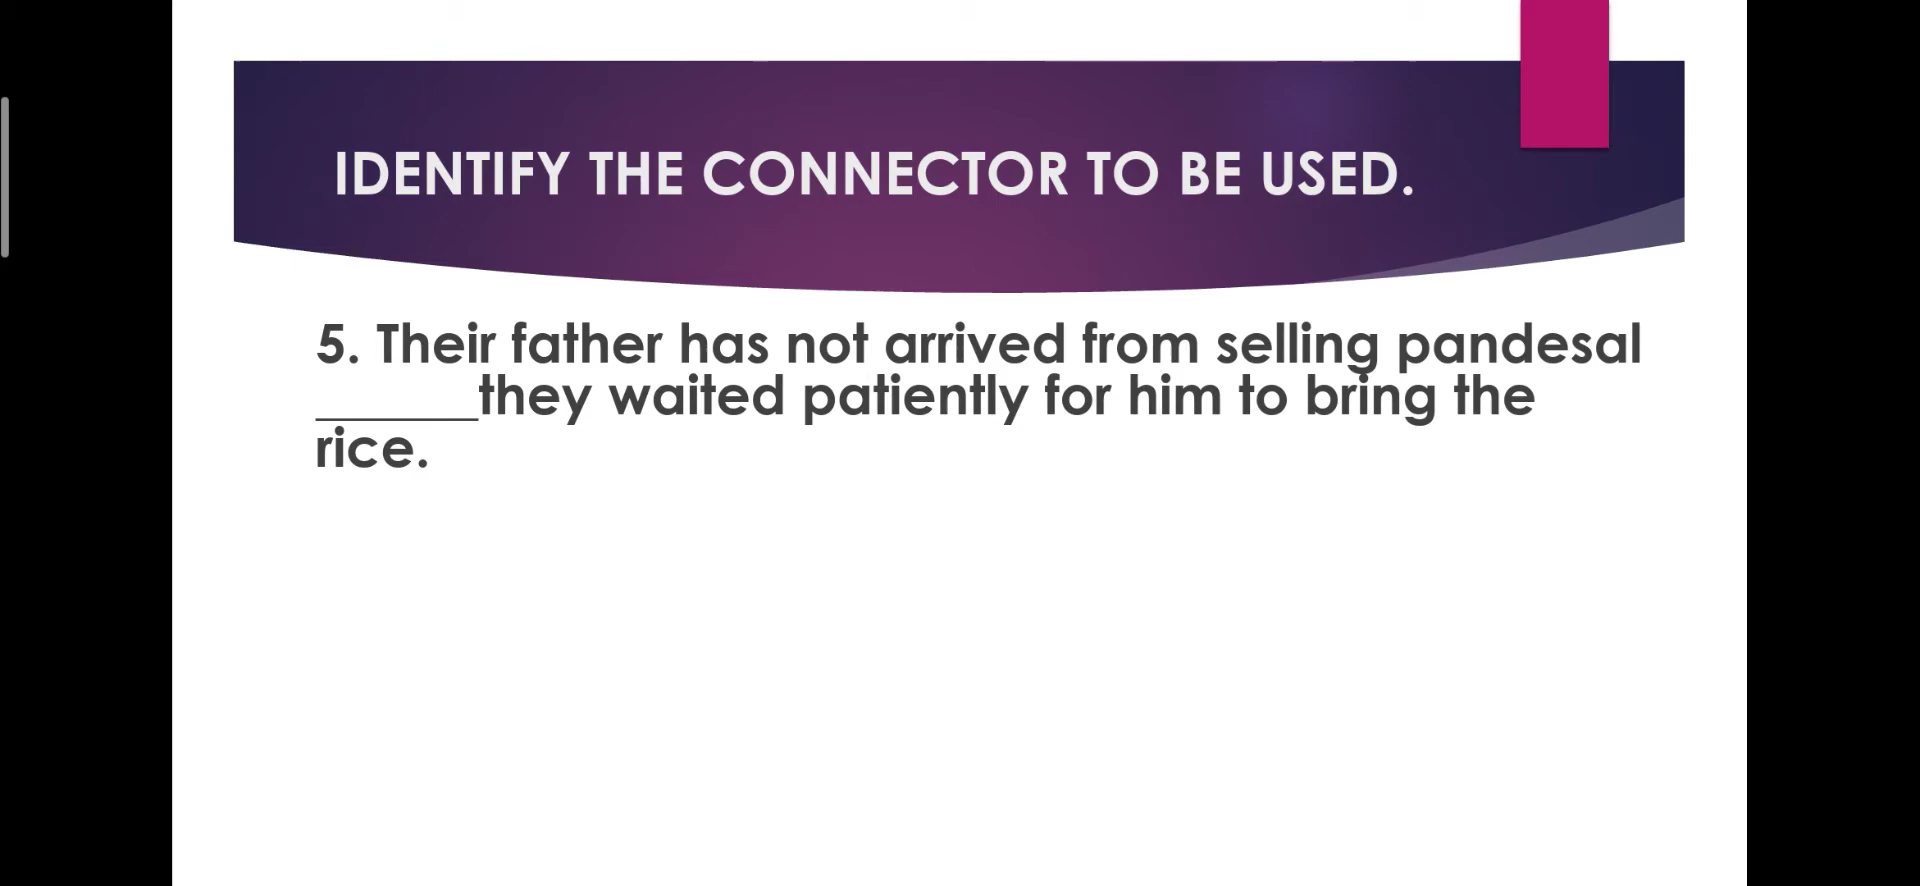 IDENTIFY THE CONNECTOR TO BE USED.
5. Their father has not arrived from selling pandesal
______they waited patiently for him to bring the
rice.